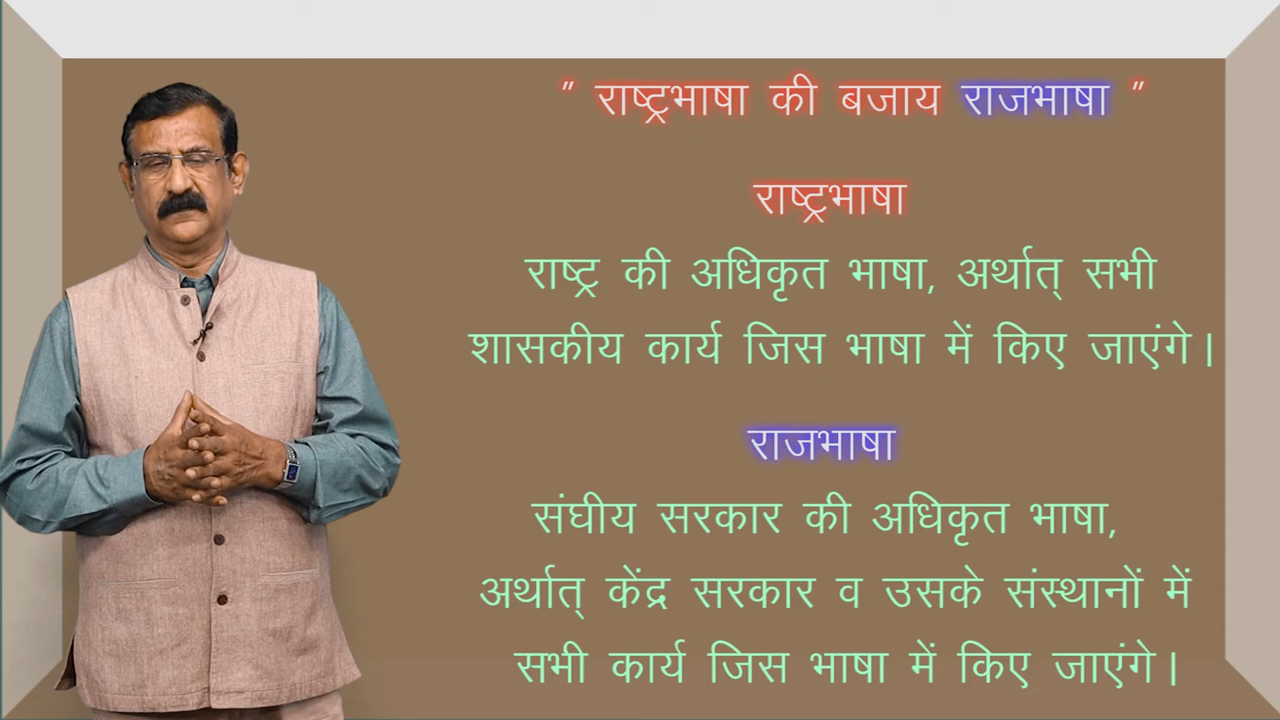 " राष्ट्रभाषा की बजाय राजभाषा "
राष्ट्रभाषा
राष्ट्र की अधिकृत भाषा, अर्थात् सभी
शासकीय कार्य जिस भाषा में किए जाएंगे।
राजभाषा
संघीय सरकार की अधिकृत भाषा,
अर्थात् केंद्र सरकार व उसके संस्थानों में
सभी कार्य जिस भाषा में किए जाएंगे।